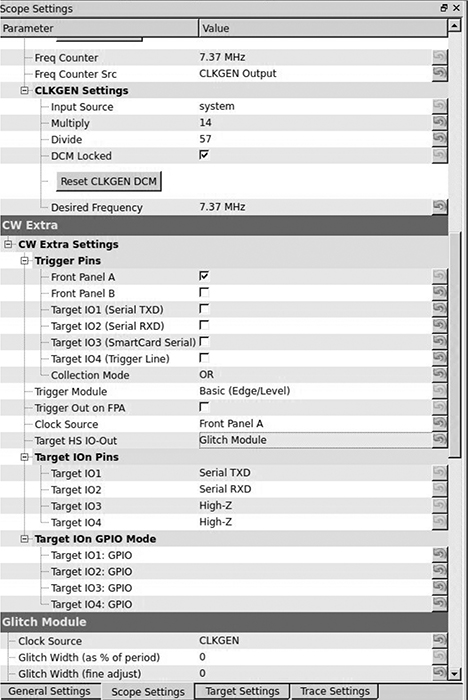 Scope Settings
Parameter Value
Freq Counter 7.37 MHz
Freq Counter Src CLKGEN Output
CLKGEN Settings
Input Source system
Multiply 14
Divide 57
DCM Locked
Reset CLKGEN DCM
Desired Frequency 7.37 MHz
CW Extra
CW Extra Settings
Trigger Pins
Front Panel A
Front Panel B
Target IO1 (Serial TXD)
Target IO2 (Serial RXD)
Target IO3 (SmartCard Serial)
Target IO4 (Trigger Line)
Collection Mode OR
Trigger Module Basic (Edge/Level)
Trigger Out on FPA
Clock Source Front Panel A
Target HS IO-Out Glitch Module
Target IOn Pins
Target IO1 Serial TXD
Target IO2 Serial RXD
Target IO3 High-Z
Target IO4 High-Z
Target IOn GPIO Mode
Target IO1: GPIO
Target IO2: GPIO
Target IO3: GPIO
Target IO4: GPIO
Glitch Module
Clock Source CLKGEN
Glitch Width (as % of period) 0
Glitch Width (fine adjust) 0
General Settings Scope Settings Target Settings Trace Settings